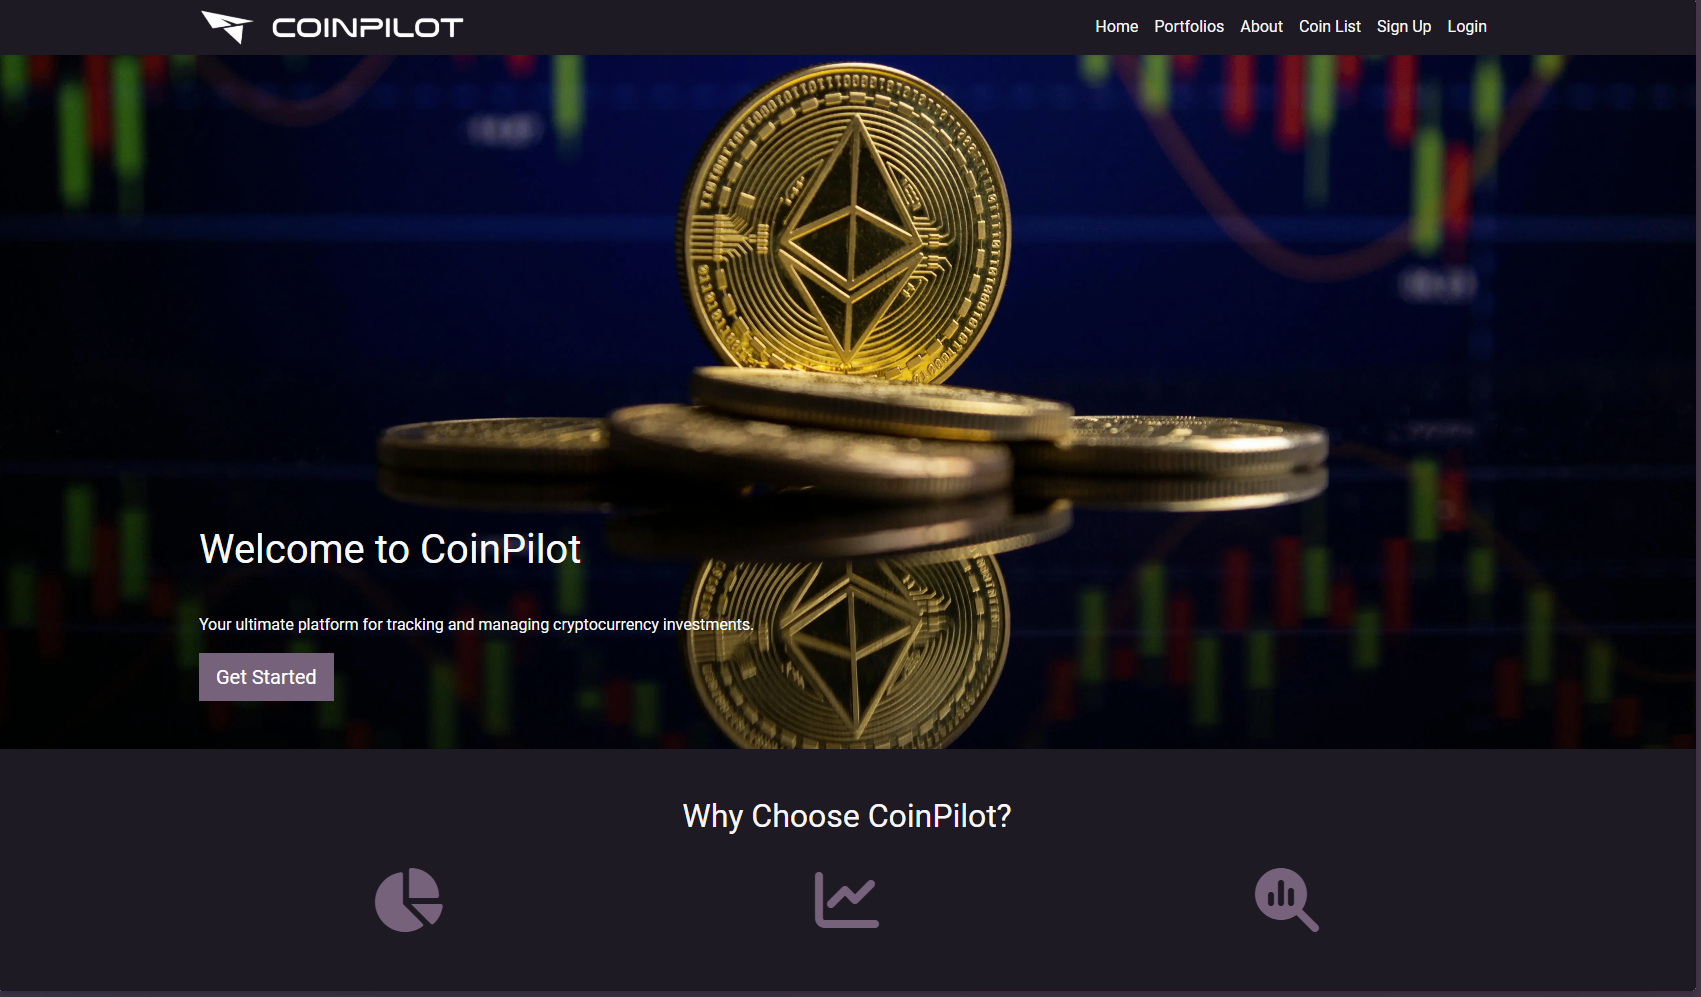 COINPILOT
Home Portfolios About Coin List Sign Up Login
Welcome to CoinPilot
Your ultimate platform for tracking and managing cryptocurrency investments.
Get Started
Why Choose CoinPilot?